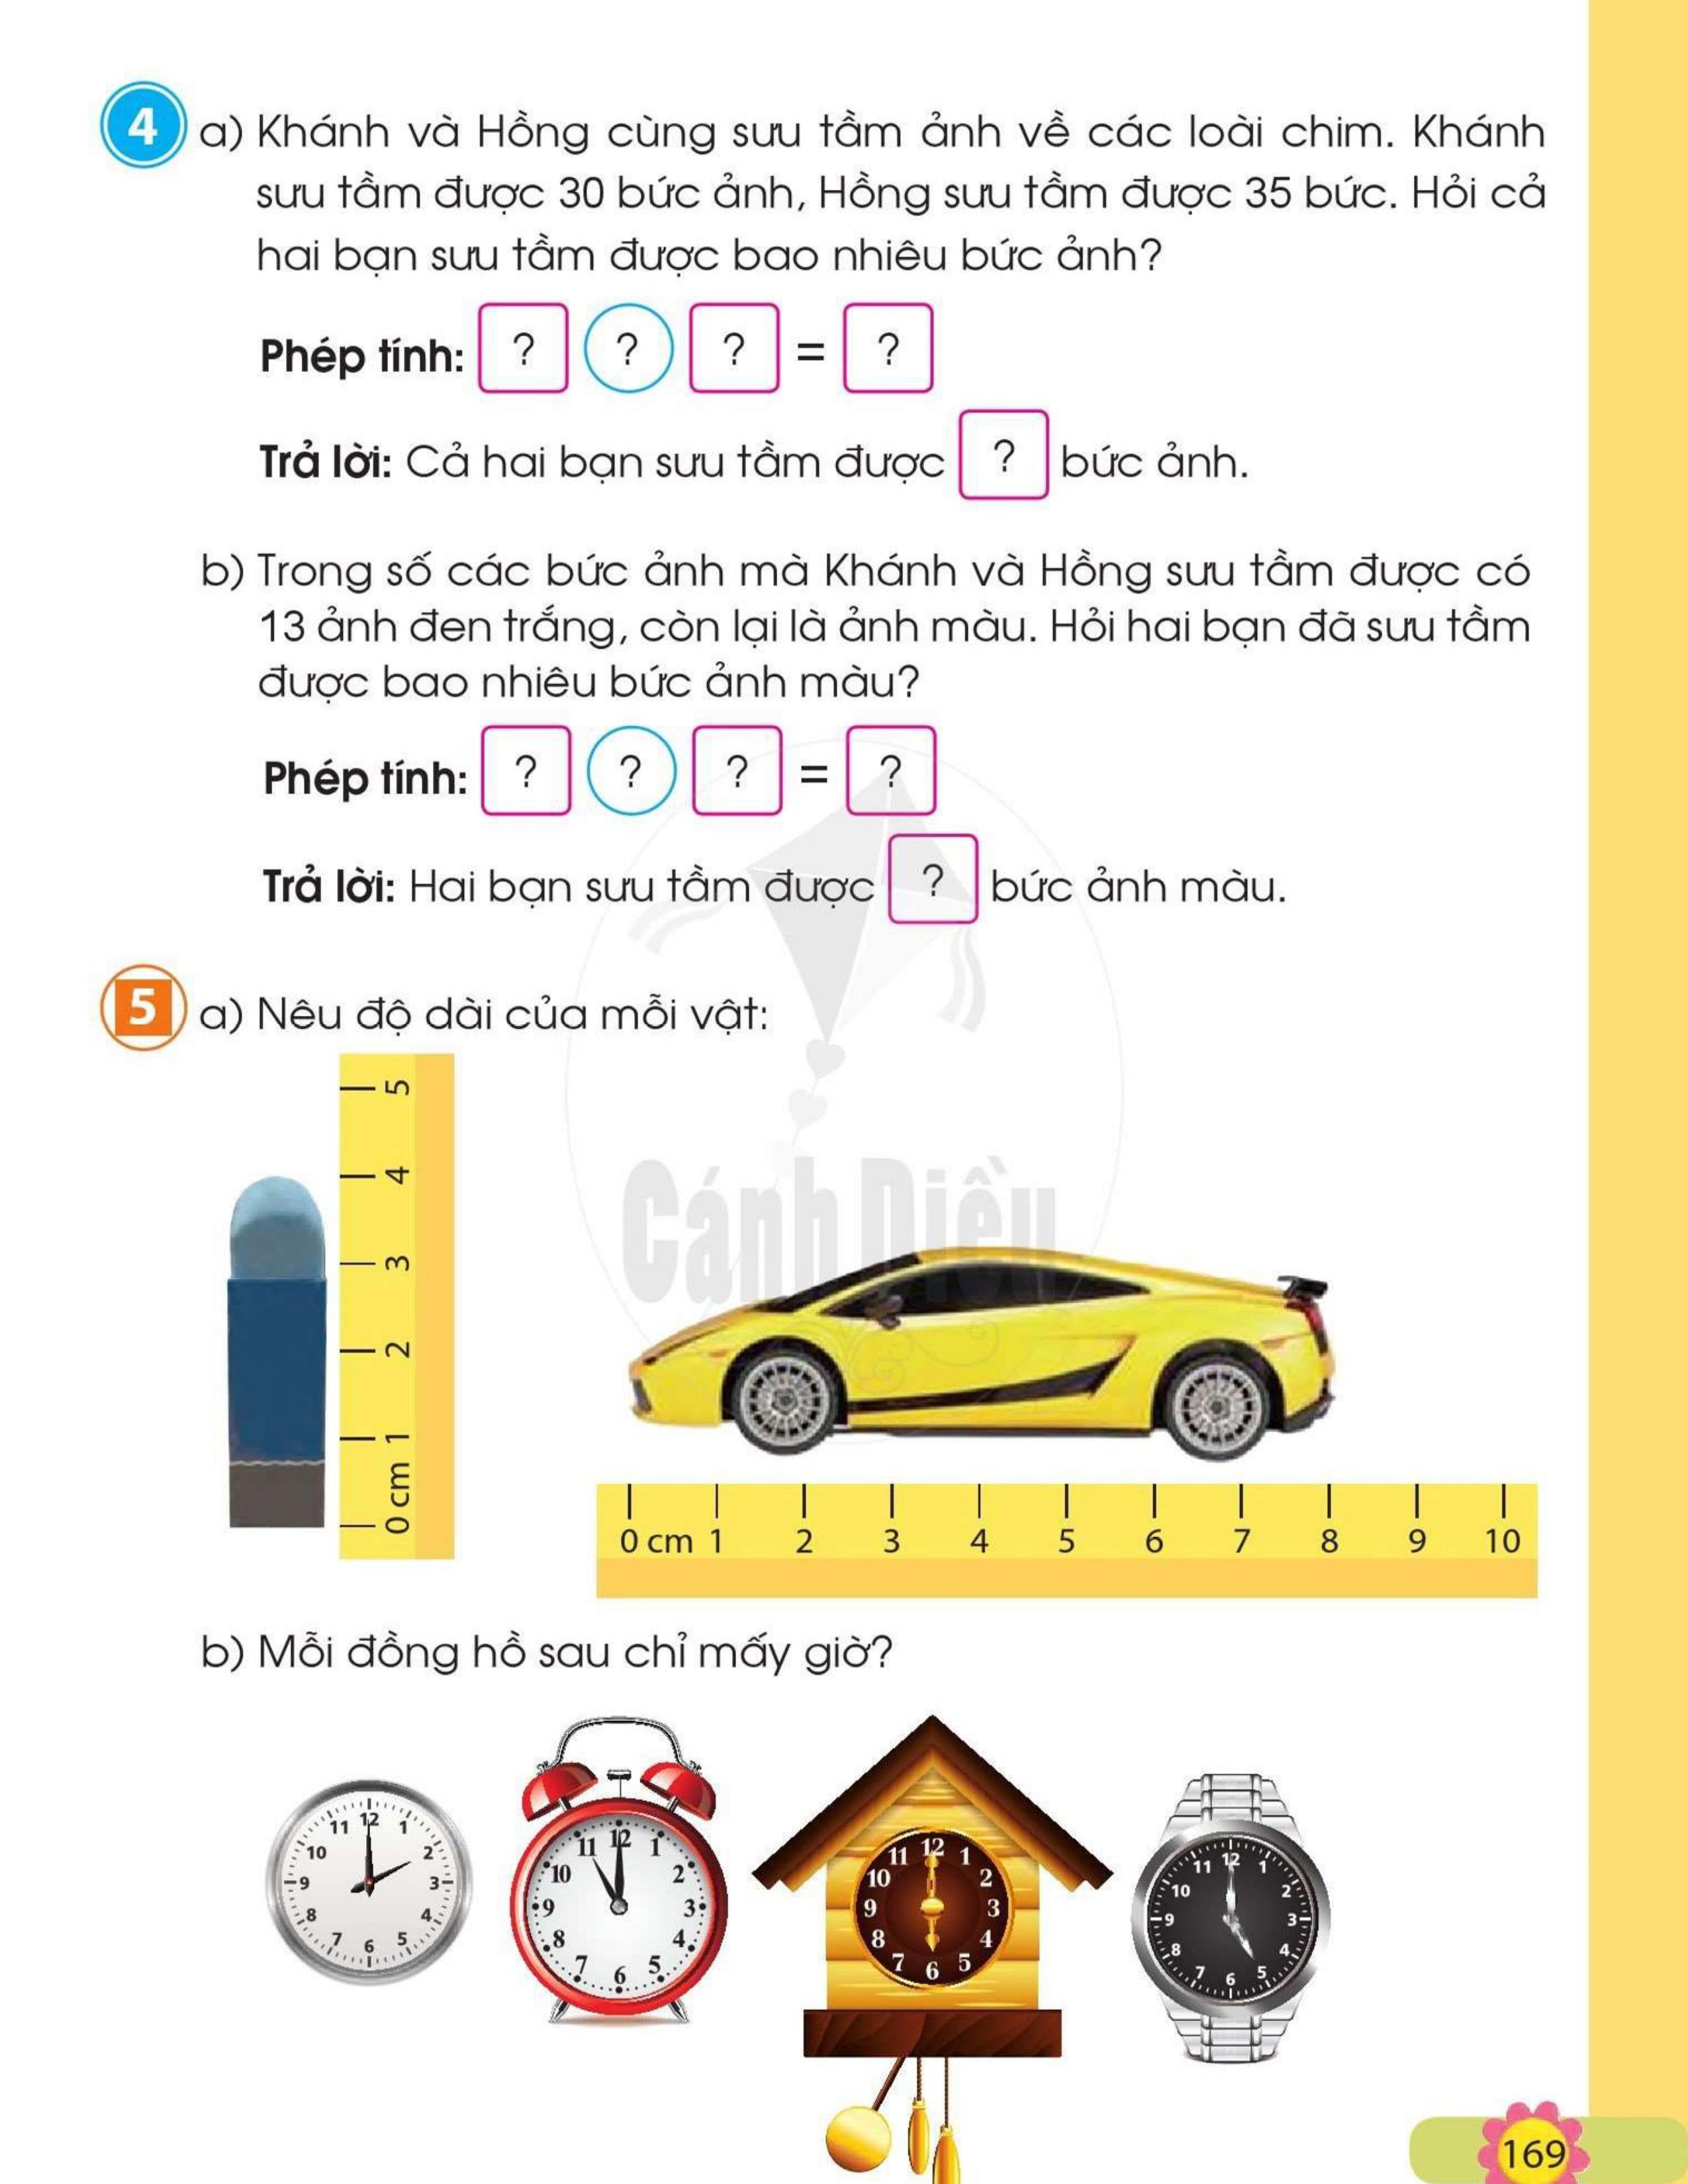 4 a) Khánh và Hồng cùng sưu tầm ảnh về các loài chim. Khánh
sưu tầm được 30 bức ảnh, Hồng sưu tầm được 35 bức. Hỏi cả
hai bạn sưu tầm được bao nhiêu bức ảnh?
Phép tính: ? ? ? = ?
Trả lời: Cả hai bạn sưu tầm được ? bức ảnh.
b) Trong số các bức ảnh mà Khánh và Hồng sưu tầm được có
13 ảnh đen trắng, còn lại là ảnh màu. Hỏi hai bạn đã sưu tầm
được bao nhiêu bức ảnh màu?
Phép tính: ? ? ? = ?
Trả lời: Hai bạn sưu tầm được ? bức ảnh màu.
5 a) Nêu độ dài của mỗi vật:
0 cm 1 2 3 4 5
Cánh Diều
0 cm 1 2 3 4 5 6 7 8 9 10
b) Mỗi đồng hồ sau chỉ mấy giờ?
12 1 2 3 4 5 6 7 8 9 10 11
12 1 2 3 4 5 6 7 8 9 10 11
12 1 2 3 4 5 6 7 8 9 10 11
12 1 2 3 4 5 6 7 8 9 10 11
169